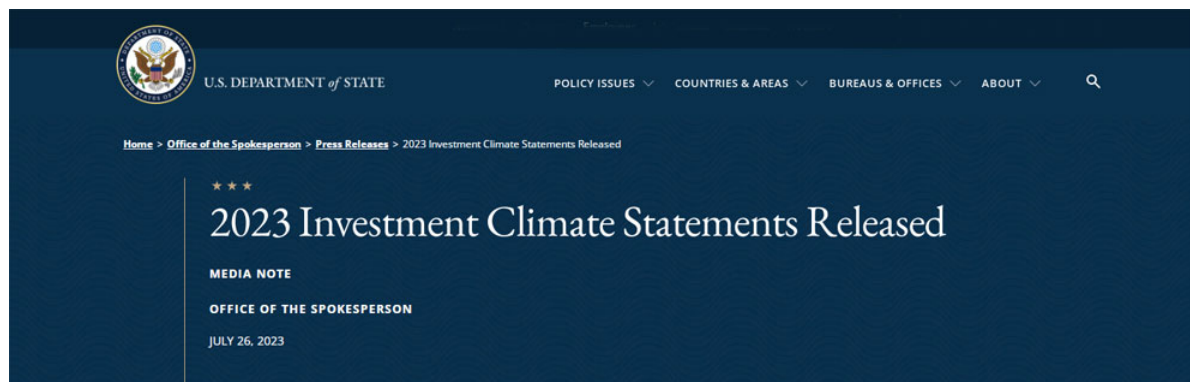 U.S. DEPARTMENT of STATE
POLICY ISSUES COUNTRIES & AREAS BUREAUS & OFFICES ABOUT
Home > Office of the Spokesperson > Press Releases > 2023 Investment Climate Statements Released
2023 Investment Climate Statements Released
MEDIA NOTE
OFFICE OF THE SPOKESPERSON
JULY 26, 2023